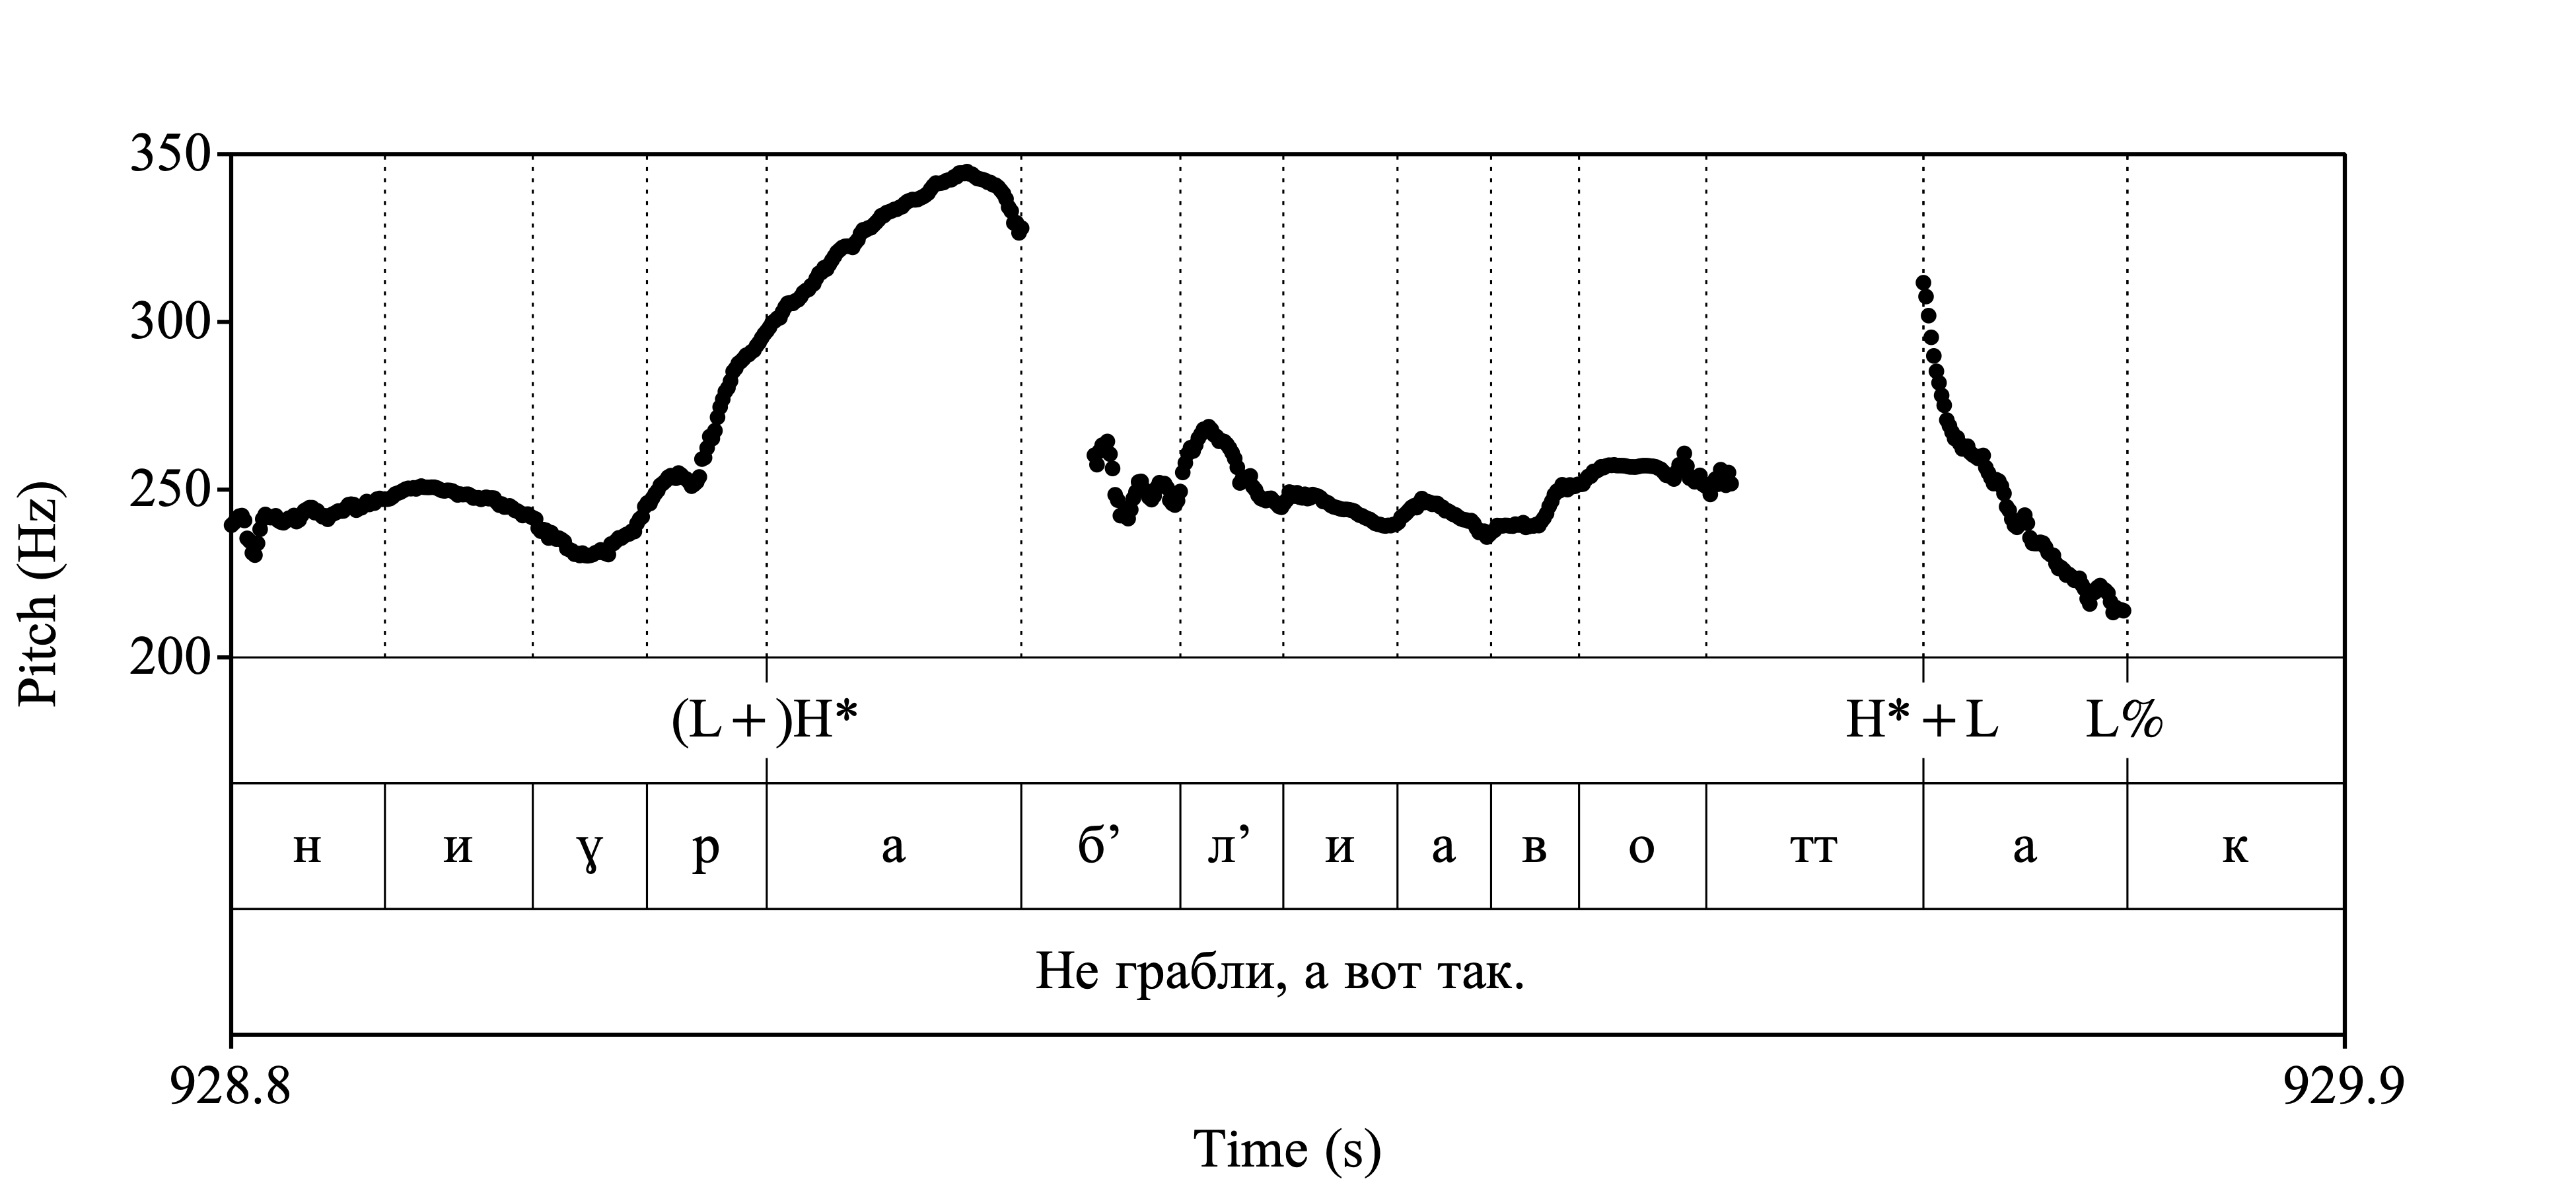 350
300
250
200
Pitch (Hz)
(L+)H* H*+L L%
н и ɣ р а б’ л’ и а в о тт а к
Не грабли, а вот так.
928.8 929.9
Time (s)